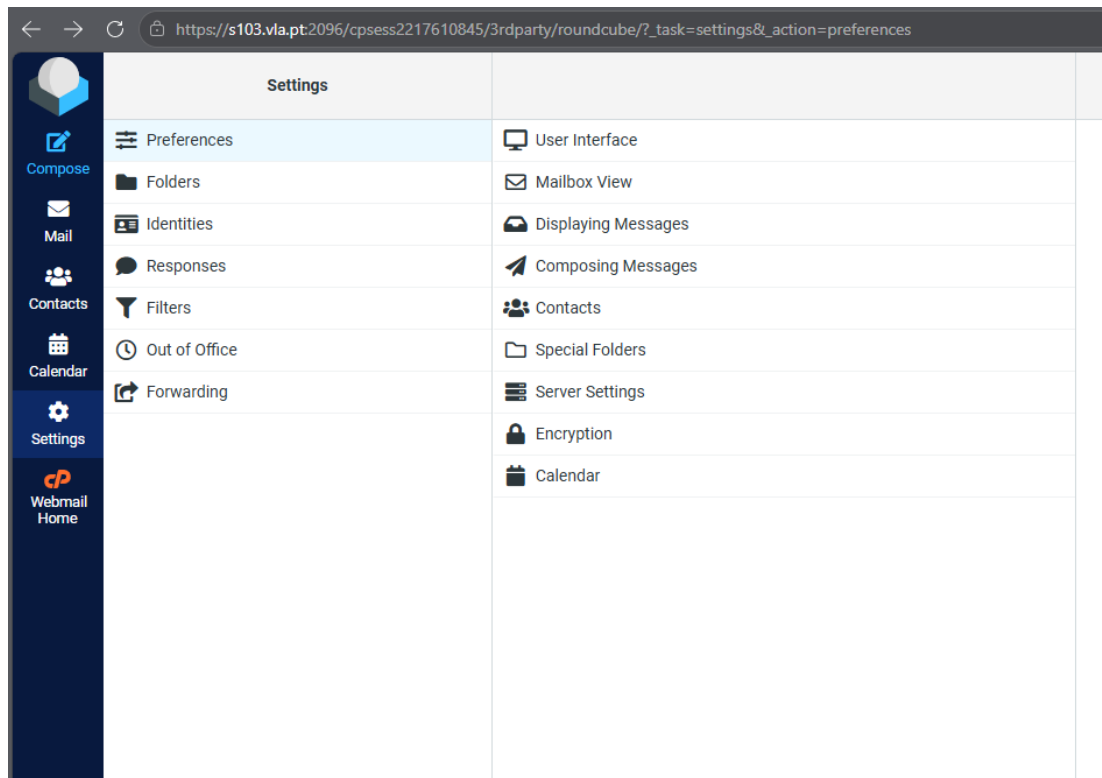 https://s103.vla.pt:2096/cpsess2217610845/3rdparty/roundcube/?_task=settings&_action=preferences
Compose
Mail
Contacts
Calendar
Settings
cP
Webmail
Home
Settings
Preferences
Folders
Identities
Responses
Filters
Out of Office
Forwarding
User Interface
Mailbox View
Displaying Messages
Composing Messages
Contacts
Special Folders
Server Settings
Encryption
Calendar